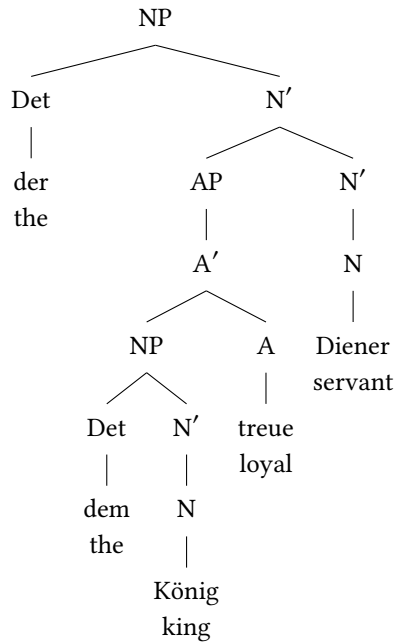 NP
Det N′
der AP N′
the
A′ N
NP A Diener
servant
Det N′ treue
loyal
dem N
the
König
king